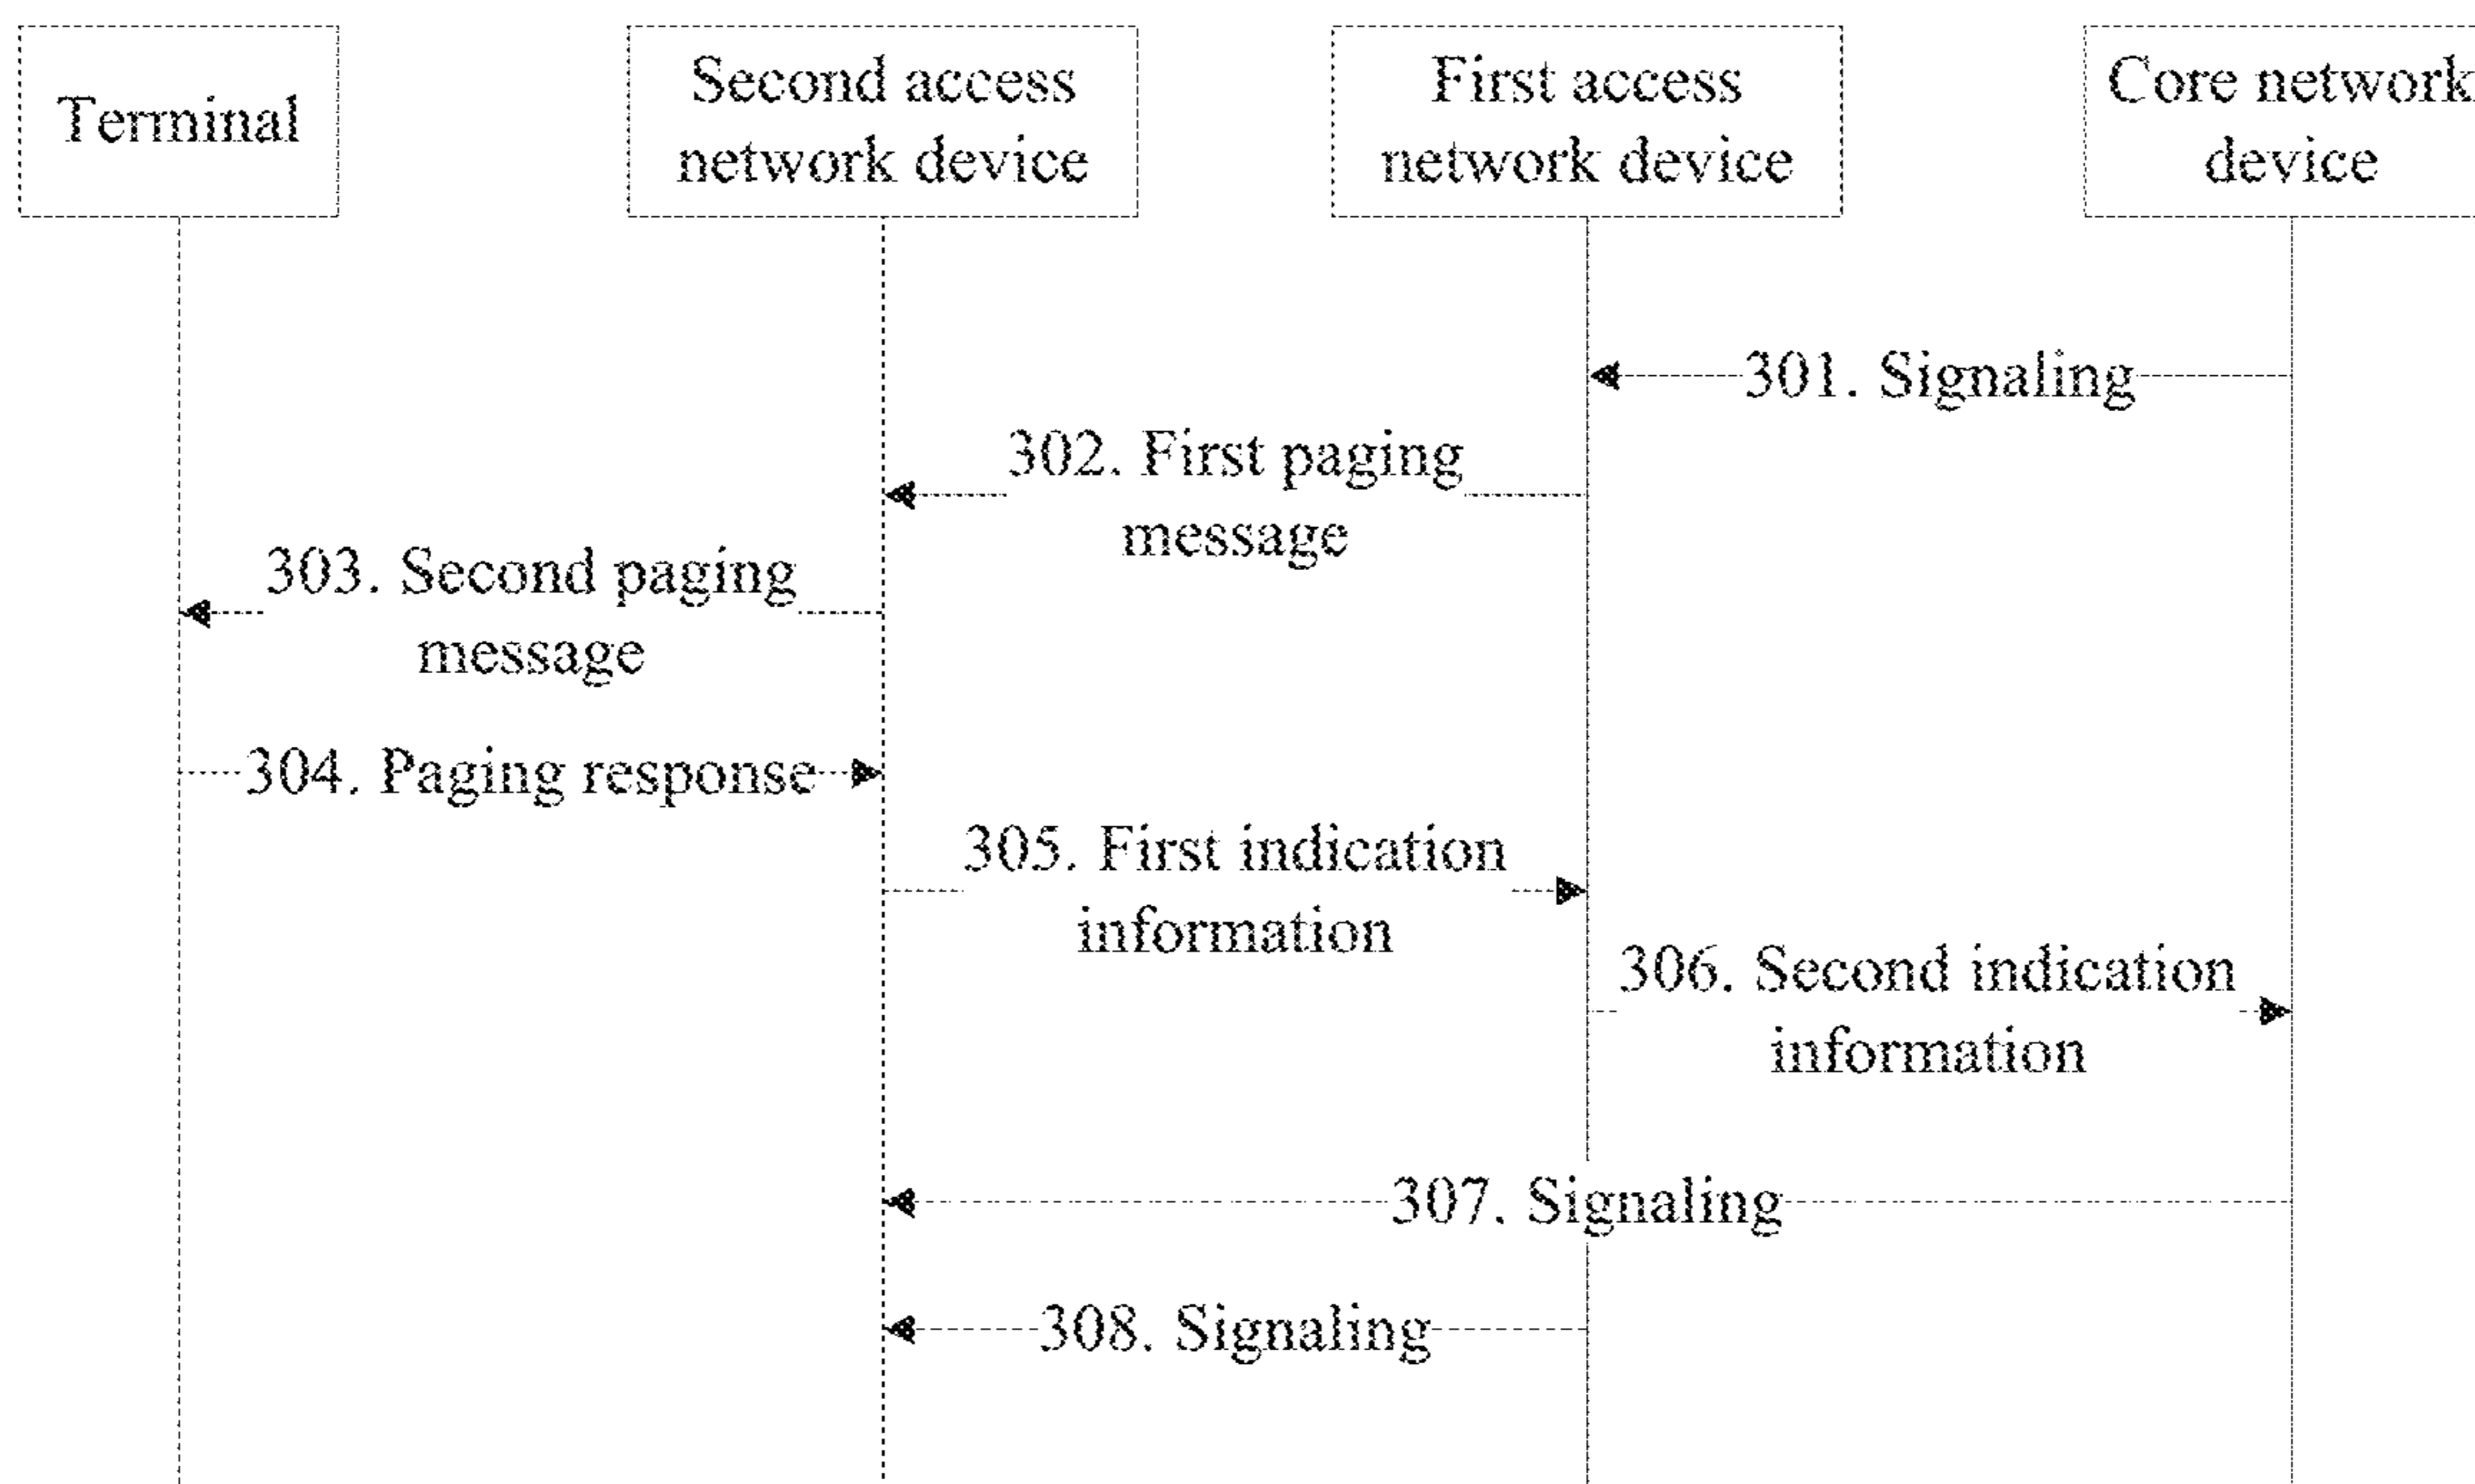 Terminal
Second access
network device
First access
network device
Core network
device
301. Signaling
302. First paging
message
303. Second paging
message
304. Paging response
305. First indication
information
306. Second indication
information
307. Signaling
308. Signaling